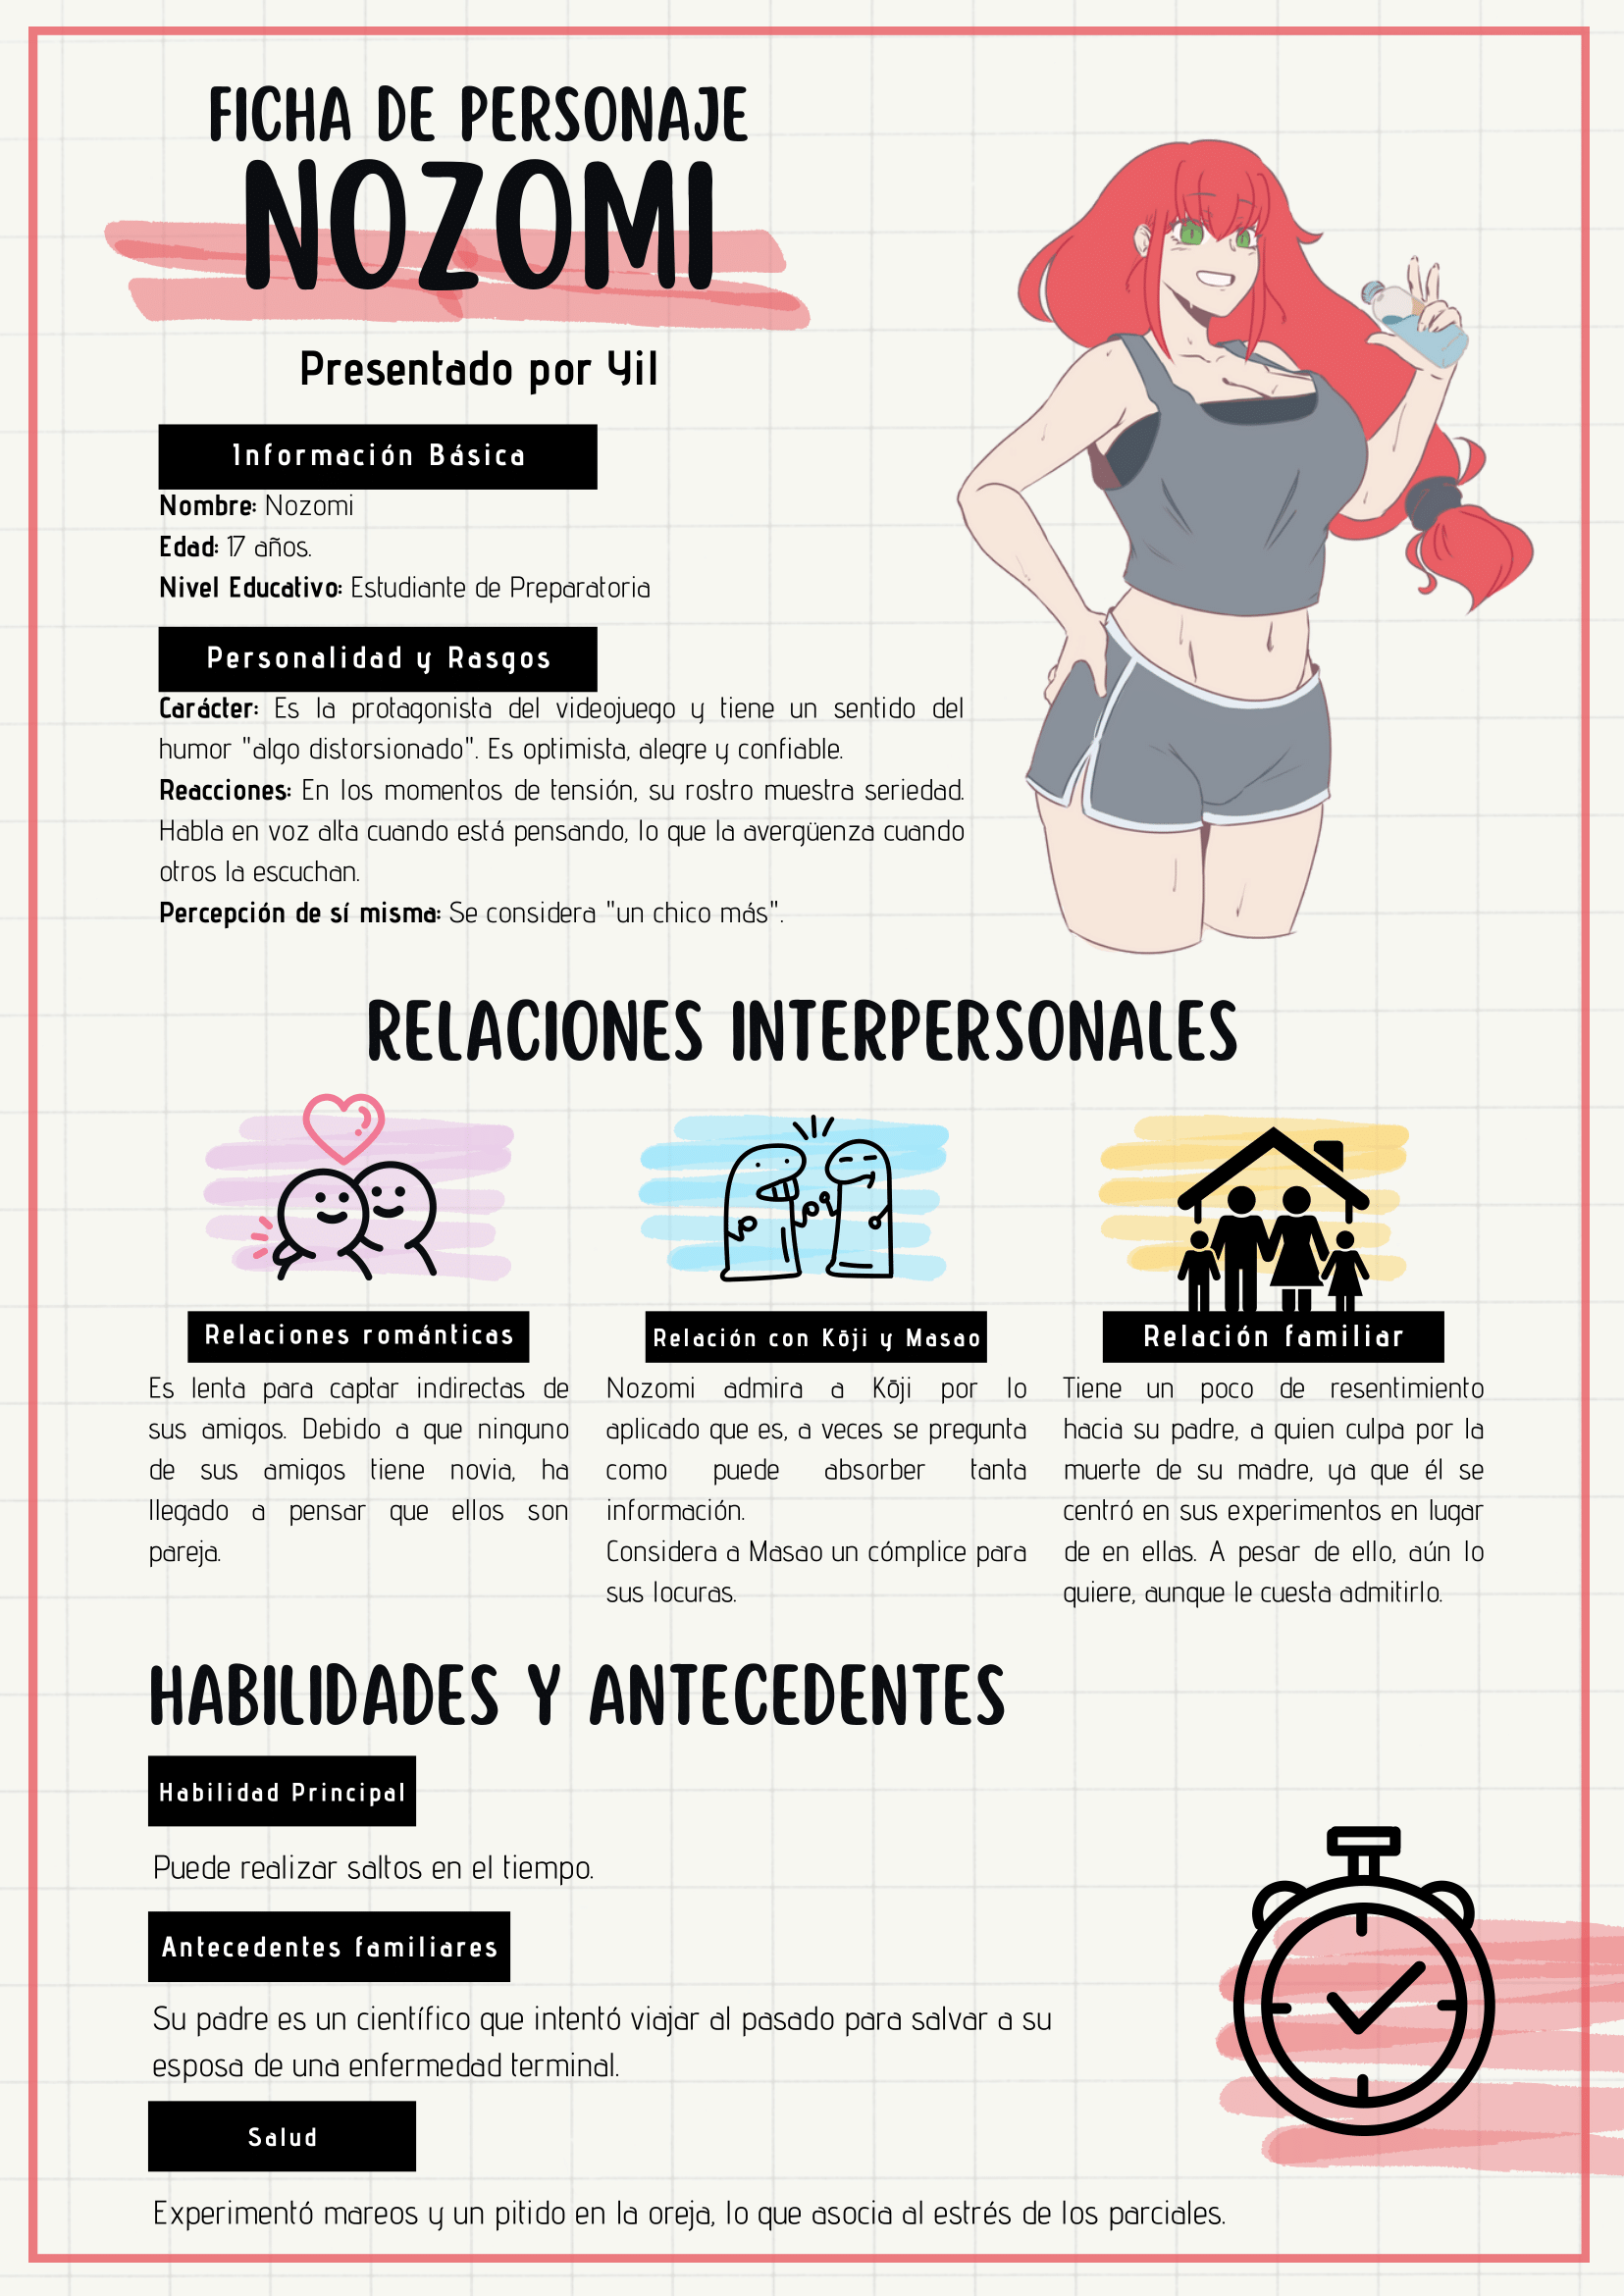 FICHA DE PERSONAJE
NOZOMI
Presentado por Yil
Información Básica
Nombre: Nozomi
Edad: 17 años.
Nivel Educativo: Estudiante de Preparatoria
Personalidad y Rasgos
Carácter: Es la protagonista del videojuego y tiene un sentido del
humor "algo distorsionado". Es optimista, alegre y confiable.
Reacciones: En los momentos de tensión, su rostro muestra seriedad.
Habla en voz alta cuando está pensando, lo que la avergüenza cuando
otros la escuchan.
Percepción de sí misma: Se considera "un chico más".
RELACIONES INTERPERSONALES
Relaciones románticas
Es lenta para captar indirectas de
sus amigos. Debido a que ninguno
de sus amigos tiene novia, ha
llegado a pensar que ellos son
pareja.
Relación con Kōji y Masao
Nozomi admira a Kōji por lo
aplicado que es, a veces se pregunta
como puede absorber tanta
información.
Considera a Masao un cómplice para
sus locuras.
Relación familiar
Tiene un poco de resentimiento
hacia su padre, a quien culpa por la
muerte de su madre, ya que él se
centró en sus experimentos en lugar
de en ellas. A pesar de ello, aún lo
quiere, aunque le cuesta admitirlo.
HABILIDADES Y ANTECEDENTES
Habilidad Principal
Puede realizar saltos en el tiempo.
Antecedentes familiares
Su padre es un científico que intentó viajar al pasado para salvar a su
esposa de una enfermedad terminal.
Salud
Experimentó mareos y un pitido en la oreja, lo que asocia al estrés de los parciales.